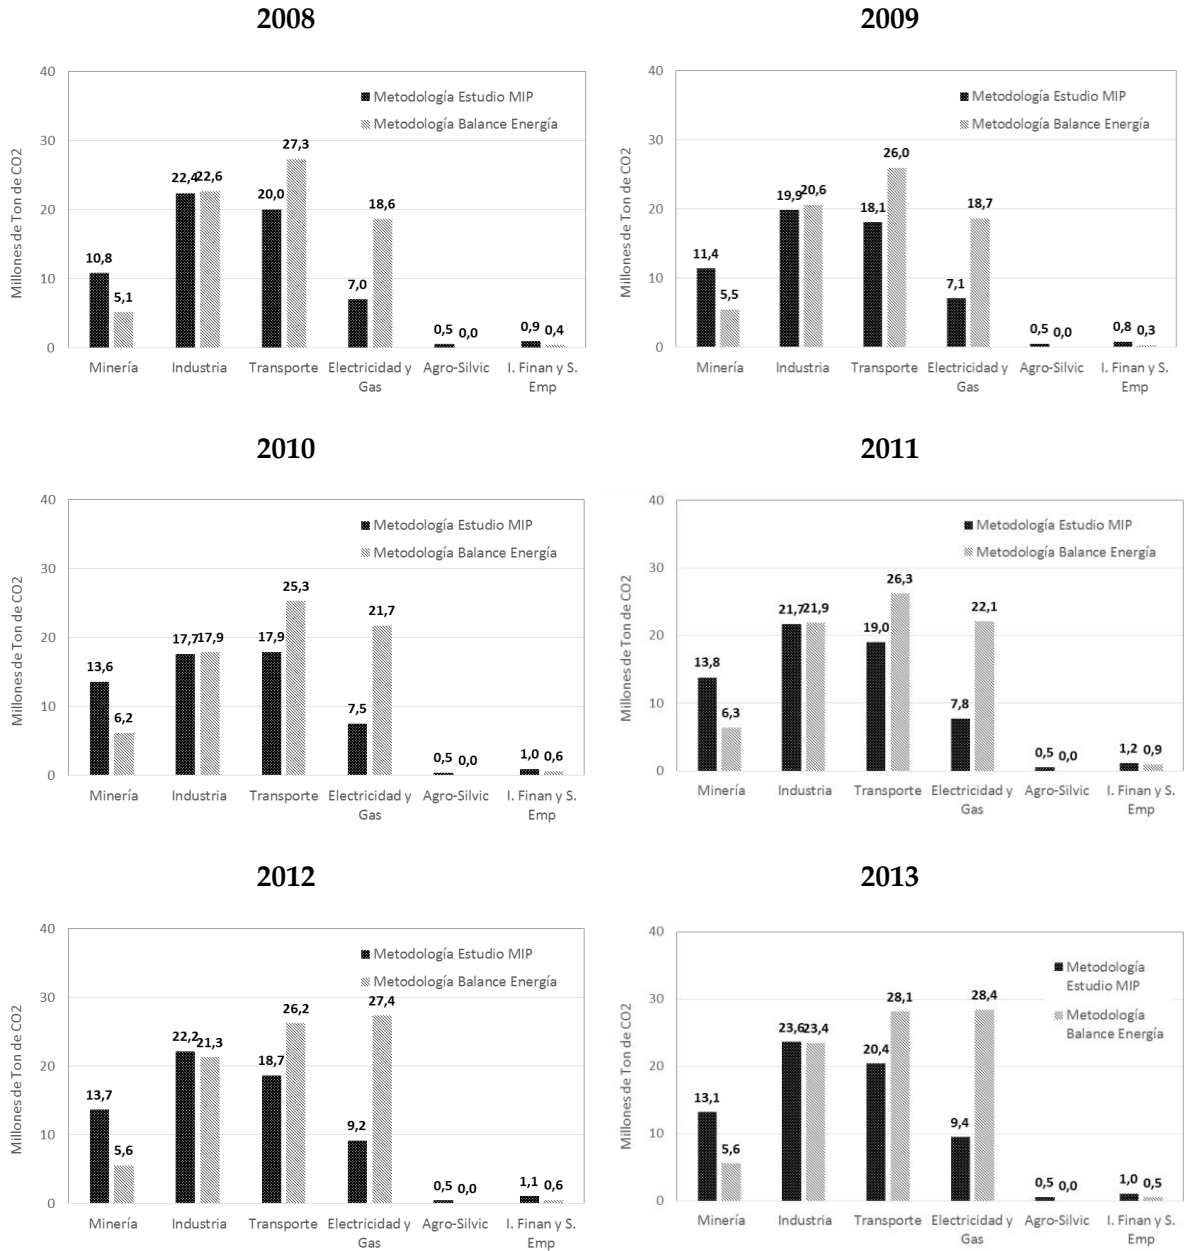 2008
40
30
20
10
0
Millones de Ton de CO2
Metodología Estudio MIP
Metodología Balance Energía
10,8
5,1
22,4
22,6
20,0
27,3
7,0
18,6
0,5
0,0
0,9
0,4
Minería
Industria
Transporte
Electricidad y
Gas
Agro-Silvic
I. Finan y S.
Emp
2009
40
30
20
10
0
Millones de Ton de CO2
Metodología Estudio MIP
Metodología Balance Energía
11,4
5,5
19,9
20,6
18,1
26,0
7,1
18,7
0,5
0,0
0,8
0,3
Minería
Industria
Transporte
Electricidad y
Gas
Agro-Silvic
I. Finan y S.
Emp
2010
40
30
20
10
0
Millones de Ton de CO2
Metodología Estudio MIP
Metodología Balance Energía
13,6
6,2
17,7
17,9
17,9
25,3
7,5
21,7
0,5
0,0
1,0
0,6
Minería
Industria
Transporte
Electricidad y
Gas
Agro-Silvic
I. Finan y S.
Emp
2011
40
30
20
10
0
Millones de Ton de CO2
Metodología Estudio MIP
Metodología Balance Energía
13,8
6,3
21,7
21,9
19,0
26,3
7,8
22,1
0,5
0,0
1,2
0,9
Minería
Industria
Transporte
Electricidad y
Gas
Agro-Silvic
I. Finan y S.
Emp
2012
40
30
20
10
0
Millones de Ton de CO2
Metodología Estudio MIP
Metodología Balance Energía
13,7
5,6
22,2
21,3
18,7
26,2
9,2
27,4
0,5
0,0
1,1
0,6
Minería
Industria
Transporte
Electricidad y
Gas
Agro-Silvic
I. Finan y S.
Emp
2013
40
30
20
10
0
Millones de Ton de CO2
Metodología
Estudio MIP
Metodología
Balance Energía
13,1
5,6
23,6
23,4
20,4
28,1
9,4
28,4
0,5
0,0
1,0
0,5
Minería
Industria
Transporte
Electricidad y
Gas
Agro-Silvic
I. Finan y S.
Emp